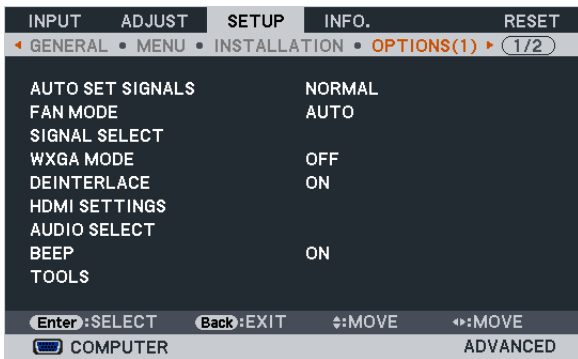 INPUT ADJUST SETUP INFO. RESET
GENERAL • MENU • INSTALLATION • OPTIONS(1) 1/2
AUTO SET SIGNALS NORMAL
FAN MODE AUTO
SIGNAL SELECT
WXGA MODE OFF
DEINTERLACE ON
HDMI SETTINGS
AUDIO SELECT
BEEP ON
TOOLS
Enter:SELECT Back:EXIT :MOVE :MOVE
COMPUTER ADVANCED